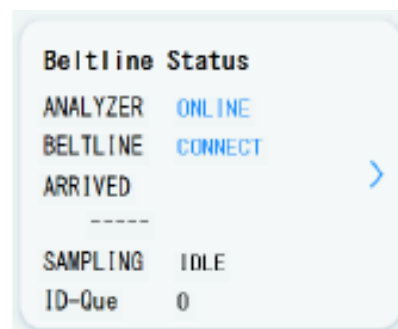 Beltline Status
ANALYZER ONLINE
BELTLINE CONNECT
ARRIVED
-----
SAMPLING IDLE
ID-Que 0